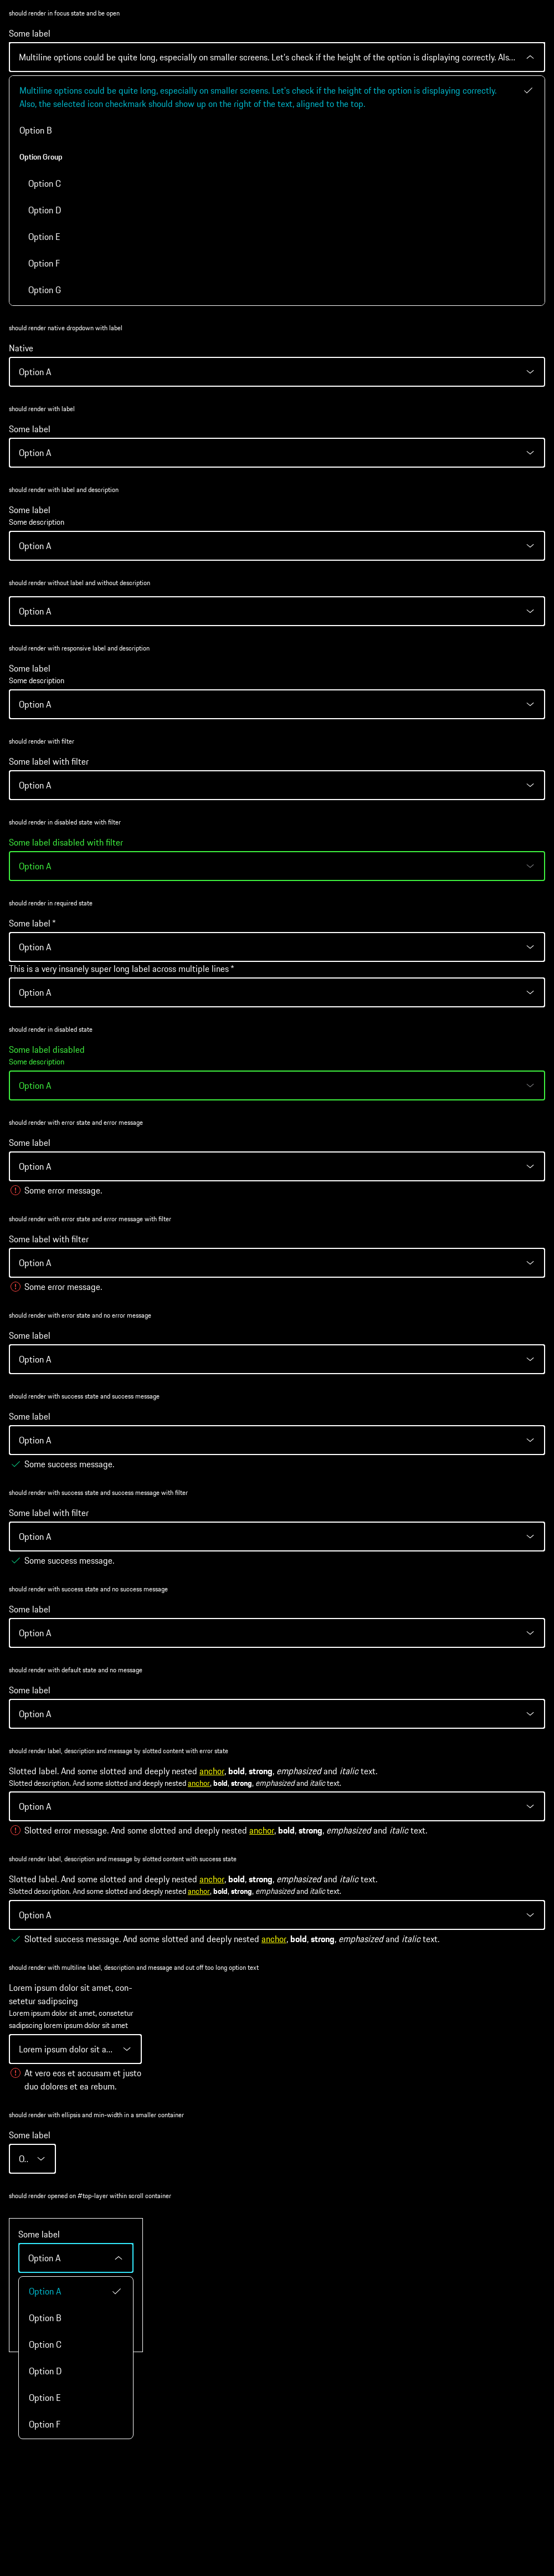 should render in focus state and be open
Some label
Multiline options could be quite long, especially on smaller screens. Let's check if the height of the option is displaying correctly. Als...
Multiline options could be quite long, especially on smaller screens. Let's check if the height of the option is displaying correctly.
Also, the selected icon checkmark should show up on the right of the text, aligned to the top.
Option B
Option Group
Option C
Option D
Option E
Option F
Option G
should render native dropdown with label
Native
Option A
should render with label
Some label
Option A
should render with label and description
Some label
Some description
Option A
should render without label and without description
Option A
should render with responsive label and description
Some label
Some description
Option A
should render with filter
Some label with filter
Option A
should render in disabled state with filter
Some label disabled with filter
Option A
should render in required state
Some label *
Option A
This is a very insanely super long label across multiple lines *
Option A
should render in disabled state
Some label disabled
Some description
Option A
should render with error state and error message
Some label
Option A
Some error message.
should render with error state and error message with filter
Some label with filter
Option A
Some error message.
should render with error state and no error message
Some label
Option A
should render with success state and success message
Some label
Option A
Some success message.
should render with success state and success message with filter
Some label with filter
Option A
Some success message.
should render with success state and no success message
Some label
Option A
should render with default state and no message
Some label
Option A
should render label, description and message by slotted content with error state
Slotted label. And some slotted and deeply nested anchor, bold, strong, emphasized and italic text.
Slotted description. And some slotted and deeply nested anchor, bold, strong, emphasized and italic text.
Option A
Slotted error message. And some slotted and deeply nested anchor, bold, strong, emphasized and italic text.
should render label, description and message by slotted content with success state
Slotted label. And some slotted and deeply nested anchor, bold, strong, emphasized and italic text.
Slotted description. And some slotted and deeply nested anchor, bold, strong, emphasized and italic text.
Option A
Slotted success message. And some slotted and deeply nested anchor, bold, strong, emphasized and italic text.
should render with multiline label, description and message and cut off too long option text
Lorem ipsum dolor sit amet, con-
setetur sadipscing
Lorem ipsum dolor sit amet, consetetur
sadipscing lorem ipsum dolor sit amet
Lorem ipsum dolor sit a...
At vero eos et accusam et justo
duo dolores et ea rebum.
should render with ellipsis and min-width in a smaller container
Some label
O...
should render opened on #top-layer within scroll container
Some label
Option A
Option A
Option B
Option C
Option D
Option E
Option F